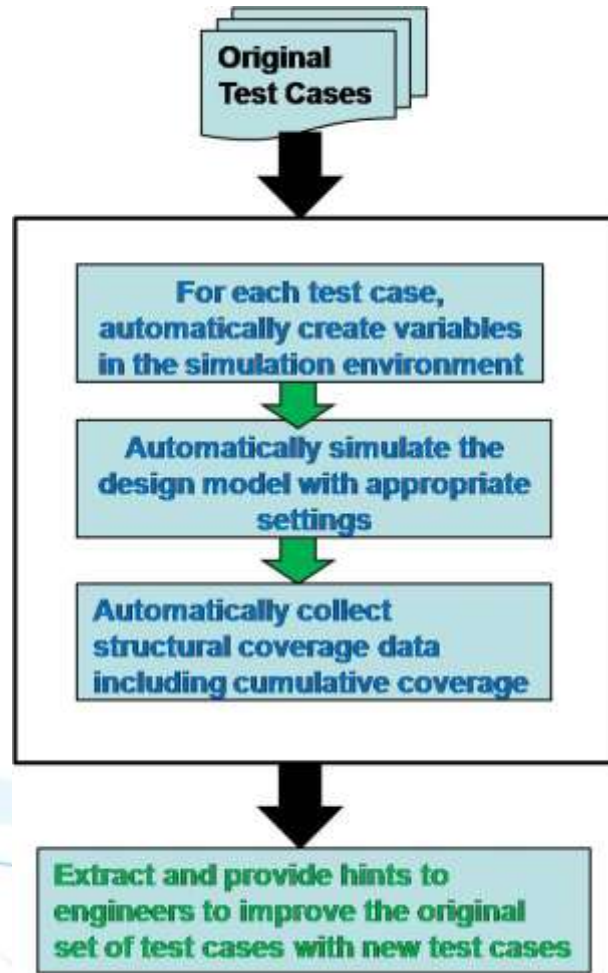 Original
Test Cases
For each test case,
automatically create variables
in the simulation environment
Automatically simulate the
design model with appropriate
settings
Automatically collect
structural coverage data
including cumulative coverage
Extract and provide hints to
engineers to improve the original
set of test cases with new test cases